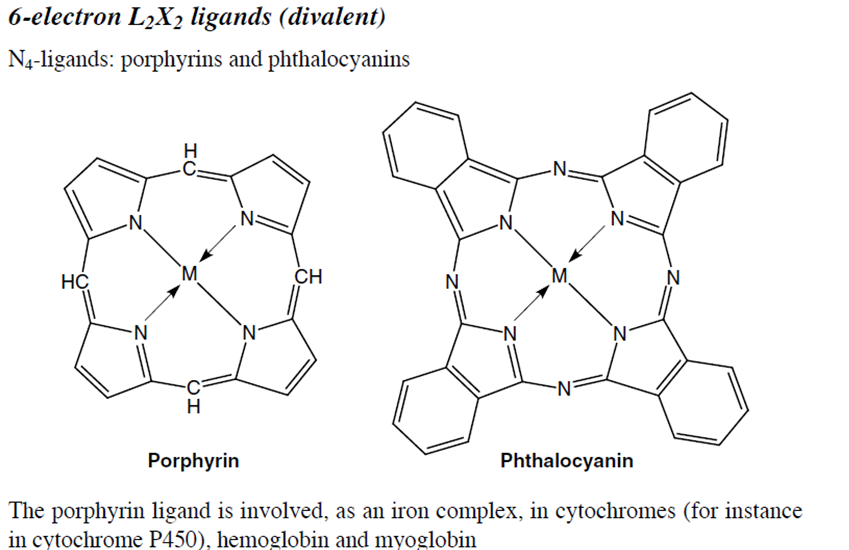 6-electron L₂X₂ ligands (divalent)
N₄-ligands: porphyrins and phthalocyanins
H
C
N
N
HC
M
CH
N
N
C
H
N
N
N
N
M
N
N
N
N
Porphyrin
Phthalocyanin
The porphyrin ligand is involved, as an iron complex, in cytochromes (for instance
in cytochrome P450), hemoglobin and myoglobin